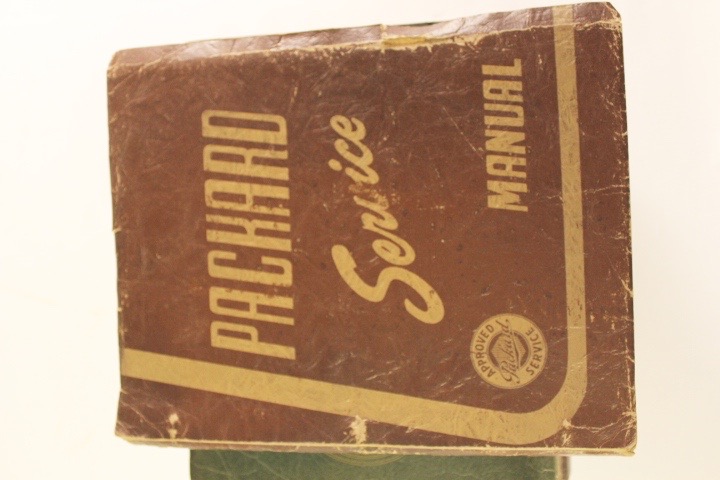 PACKARD
Service
MANUAL
APPROVED
Packard
SERVICE